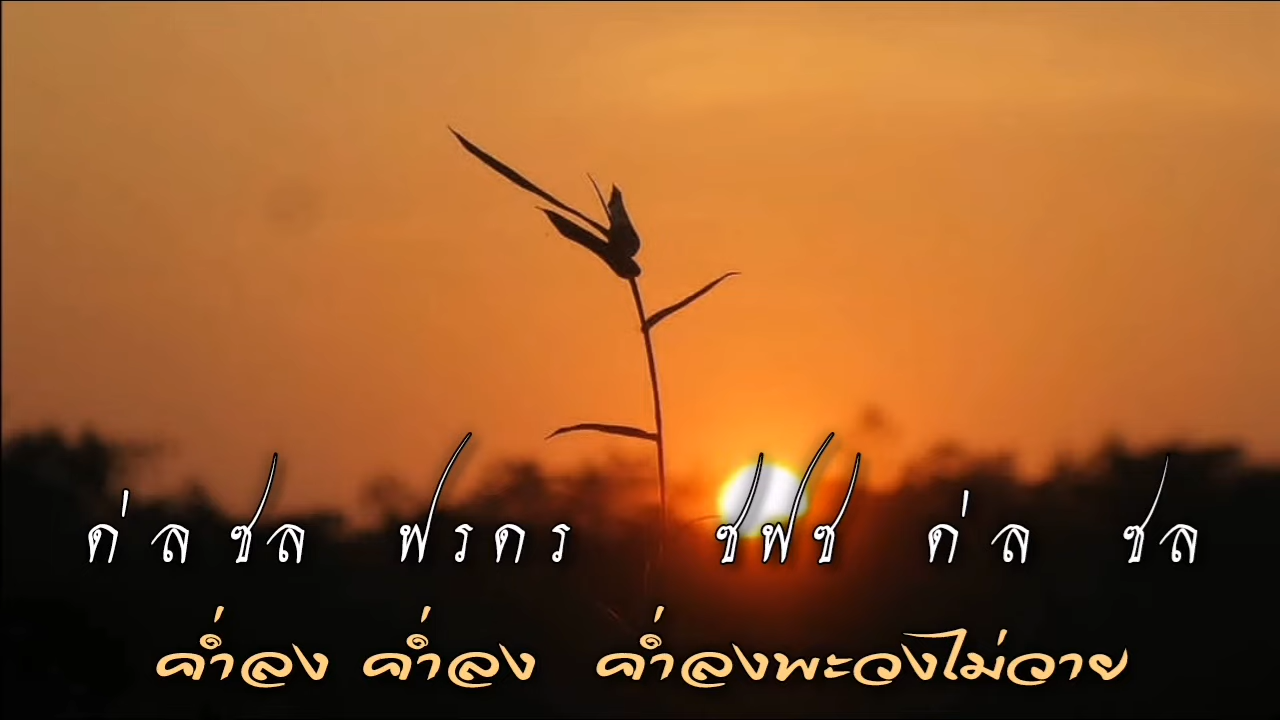 ด่ ล ซ ล ฟ ร ด ร ซ ฟ ซ ด่ ล ซ ล
ค่ำลง ค่ำลง ค่ำลงพะวงไม่วาย